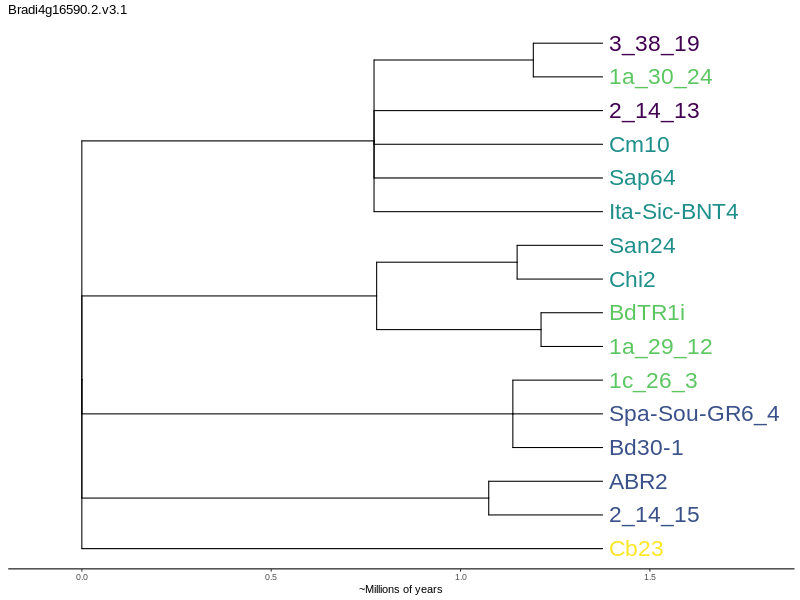 Bradi4g16590.2.v3.1
3_38_19
1a_30_24
2_14_13
Cm10
Sap64
Ita-Sic-BNT4
San24
Chi2
BdTR1i
1a_29_12
1c_26_3
Spa-Sou-GR6_4
Bd30-1
ABR2
2_14_15
Cb23
0.0 0.5 1.0 1.5
~Millions of years